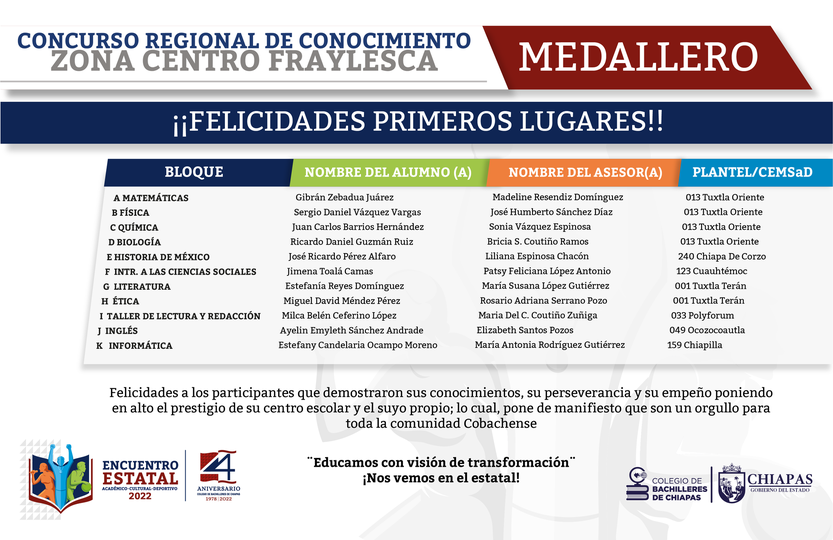 CONCURSO REGIONAL DE CONOCIMIENTO
ZONA CENTRO FRAYLESCA
MEDALLERO
¡¡FELICIDADES PRIMEROS LUGARES!!
BLOQUE NOMBRE DEL ALUMNO (A) NOMBRE DEL ASESOR(A) PLANTEL/CEMSaD
A MATEMÁTICAS Gibrán Zebadua Juárez Madeline Resendiz Domínguez 013 Tuxtla Oriente
B FÍSICA Sergio Daniel Vázquez Vargas José Humberto Sánchez Díaz 013 Tuxtla Oriente
C QUÍMICA Juan Carlos Barrios Hernández Sonia Vázquez Espinosa 013 Tuxtla Oriente
D BIOLOGÍA Ricardo Daniel Guzmán Ruiz Bricia S. Coutiño Ramos 013 Tuxtla Oriente
E HISTORIA DE MÉXICO José Ricardo Pérez Alfaro Liliana Espinosa Chacón 240 Chiapa De Corzo
F INTR. A LAS CIENCIAS SOCIALES Jimena Toalá Camas Patsy Feliciana López Antonio 123 Cuauhtémoc
G LITERATURA Estefanía Reyes Domínguez María Susana López Gutiérrez 001 Tuxtla Terán
H ÉTICA Miguel David Méndez Pérez Rosario Adriana Serrano Pozo 001 Tuxtla Terán
I TALLER DE LECTURA Y REDACCIÓN Milca Belén Ceferino López Maria Del C. Coutiño Zuñiga 033 Polyforum
J INGLÉS Ayelin Emyleth Sánchez Andrade Elizabeth Santos Pozos 049 Ocozocoautla
K INFORMÁTICA Estefany Candelaria Ocampo Moreno María Antonia Rodríguez Gutiérrez 159 Chiapilla
Felicidades a los participantes que demostraron sus conocimientos, su perseverancia y su empeño poniendo
en alto el prestigio de su centro escolar y el suyo propio; lo cual, pone de manifiesto que son un orgullo para
toda la comunidad Cobachense
¨Educamos con visión de transformación¨
¡Nos vemos en el estatal!
ENCUENTRO
ESTATAL
ACADÉMICO-CULTURAL-DEPORTIVO
2022
44
ANIVERSARIO
COLEGIO DE BACHILLERES DE CHIAPAS
1978 2022
COLEGIO DE
BACHILLERES
DE CHIAPAS
CHIAPAS
GOBIERNO DEL ESTADO